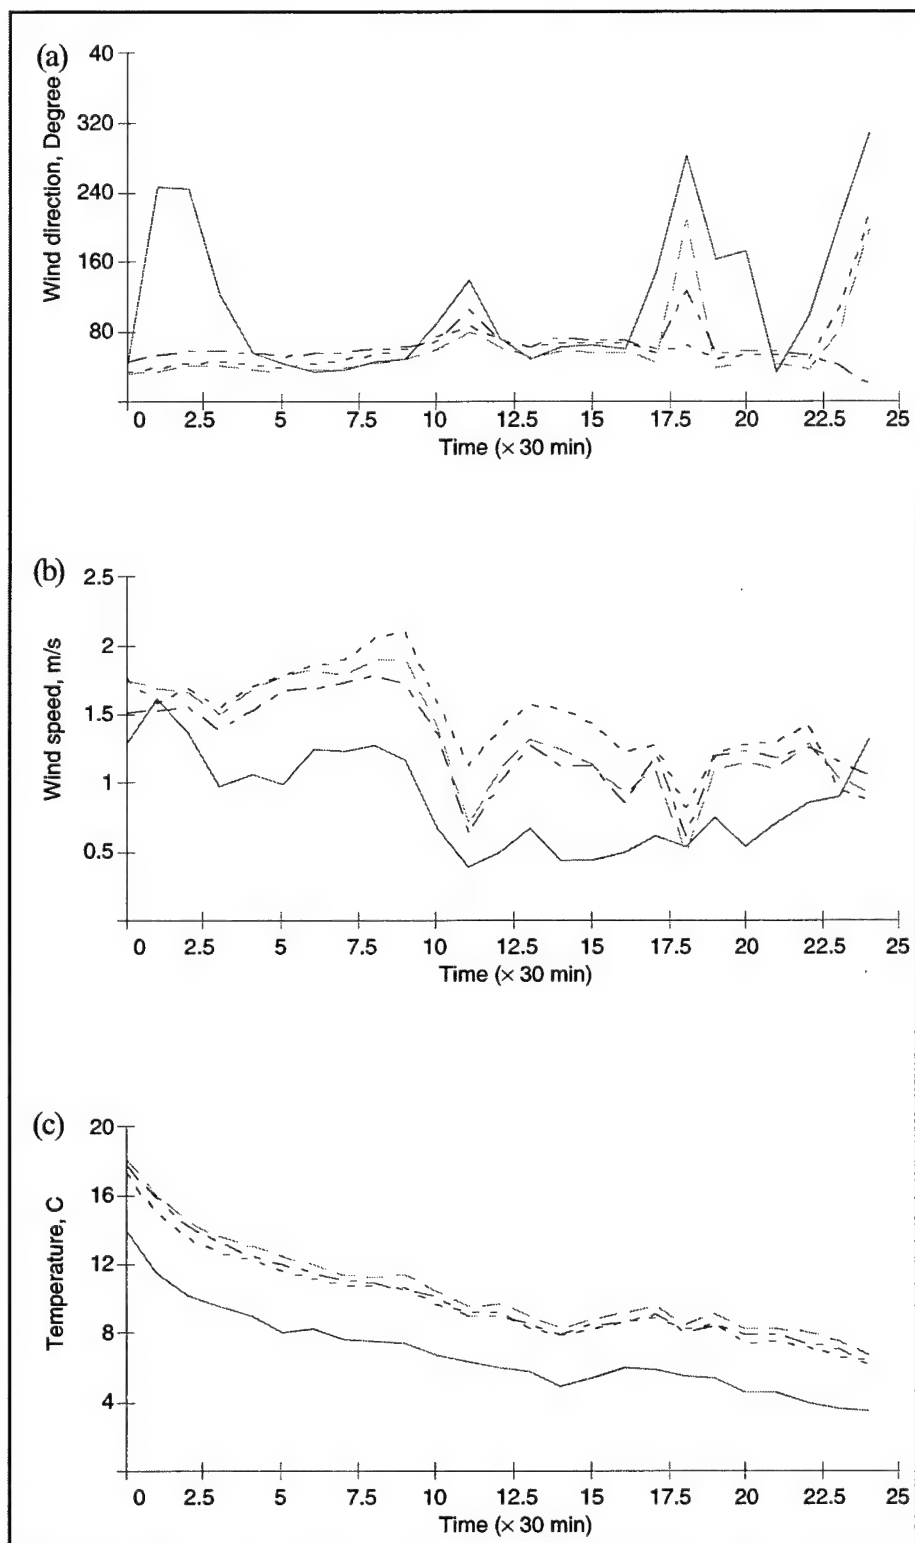 (a)
40
320
240
160
80
Wind direction, Degree
0 2.5 5 7.5 10 12.5 15 17.5 20 22.5 25
Time (× 30 min)
(b)
2.5
2
1.5
1
0.5
Wind speed, m/s
0 2.5 5 7.5 10 12.5 15 17.5 20 22.5 25
Time (× 30 min)
(c)
20
16
12
8
4
Temperature, C
0 2.5 5 7.5 10 12.5 15 17.5 20 22.5 25
Time (× 30 min)